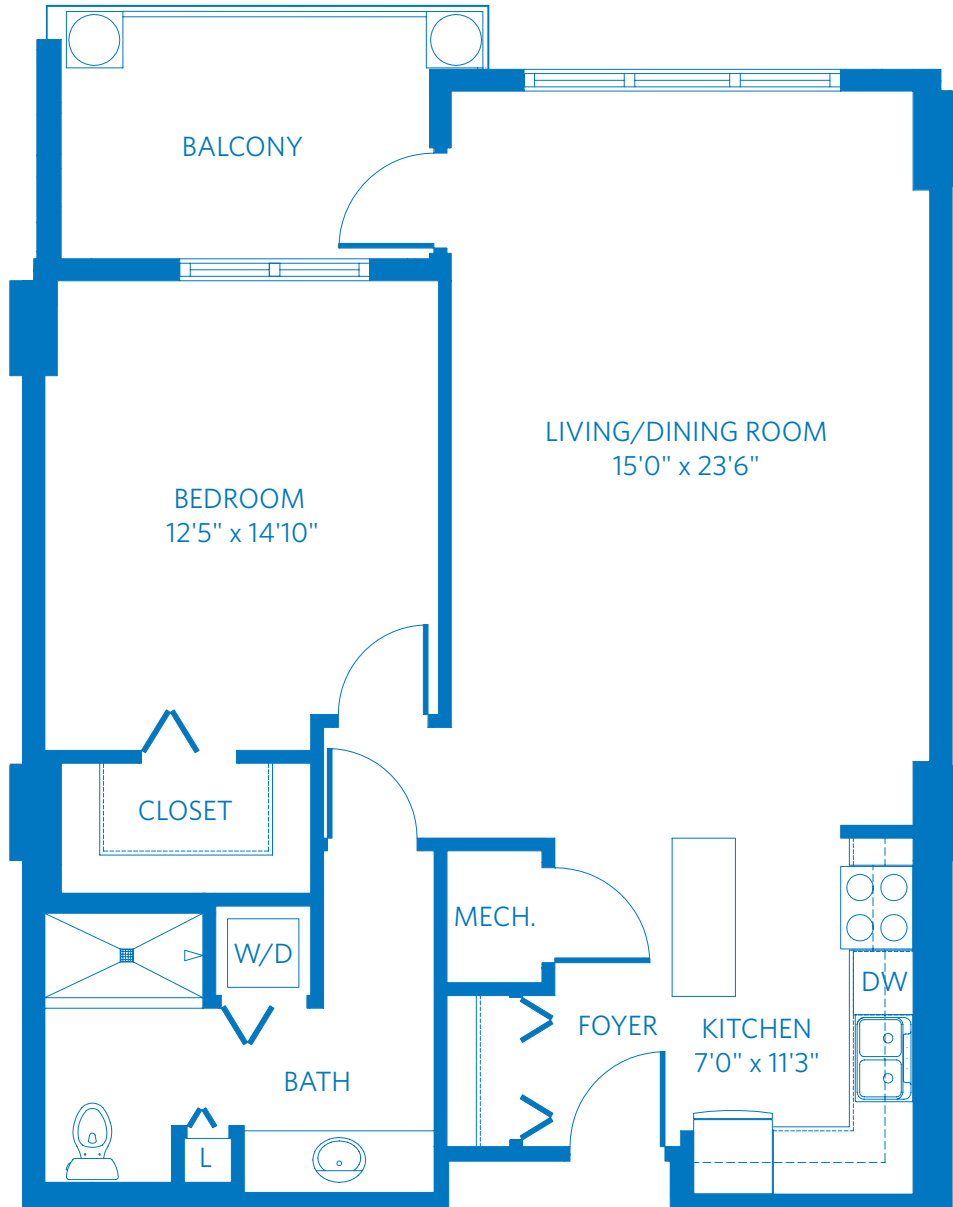 BALCONY
LIVING/DINING ROOM
15'0" x 23'6"
BEDROOM
12'5" x 14'10"
CLOSET
MECH.
W/D
DW
FOYER
KITCHEN
7'0" x 11'3"
BATH
L